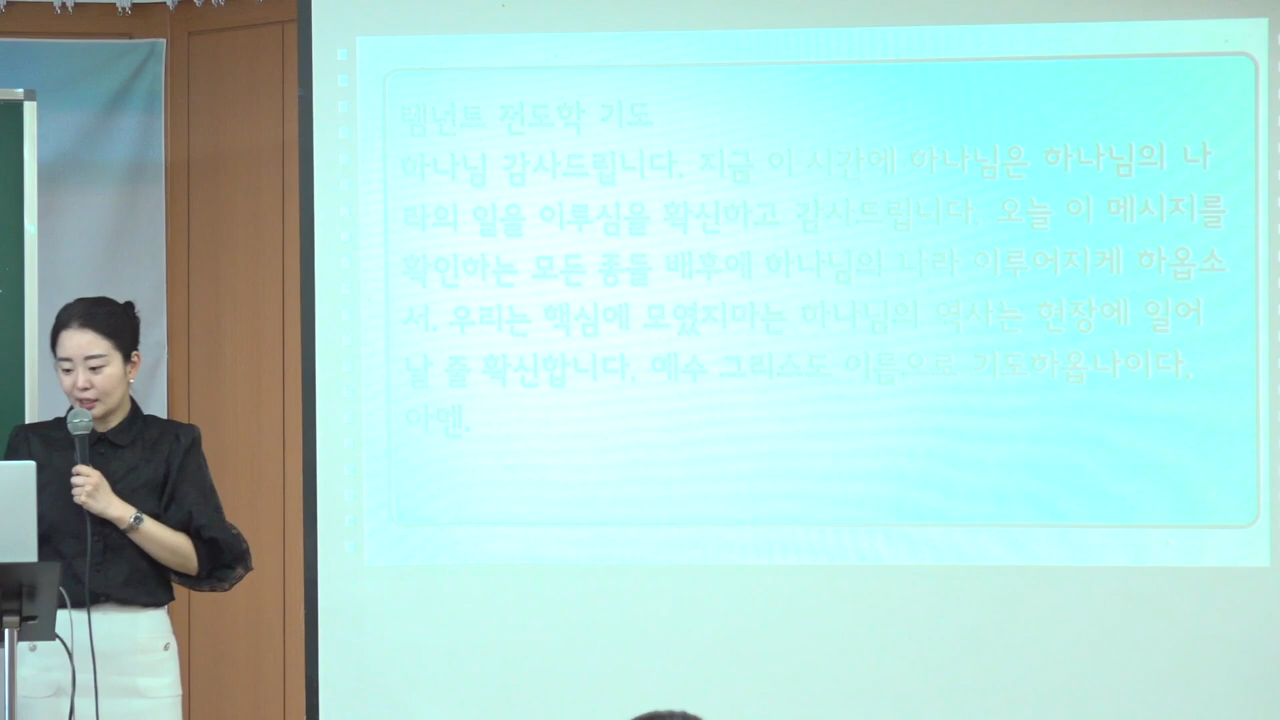 렘넌트 전도학 기도
하나님 감사드립니다. 지금 이 시간에 하나님은 하나님의 나
라의 일을 이루심을 확신하고 감사드립니다. 오늘 이 메시지를
확인하는 모든 종들 배후에 하나님의 나라 이루어지게 하옵소
서. 우리는 핵심에 모였지마는 하나님의 역사는 현장에 일어
날 줄 확신합니다. 예수 그리스도 이름으로 기도하옵나이다.
아멘.